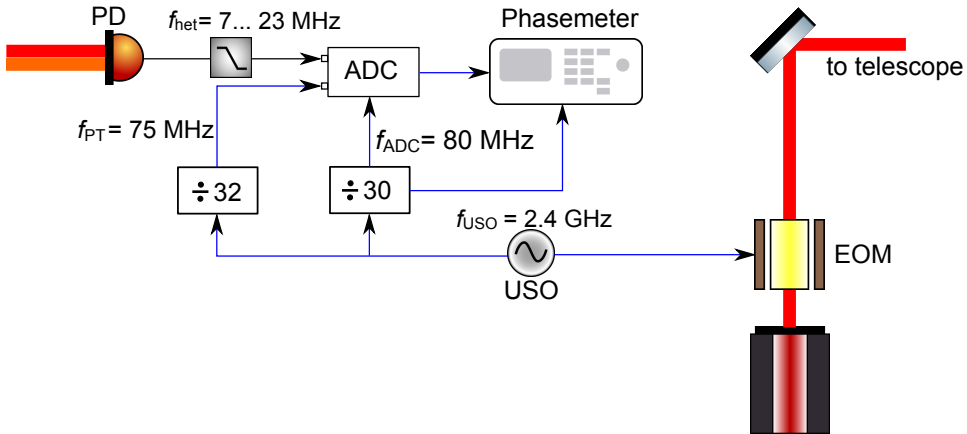 PD
f_het = 7... 23 MHz
Phasemeter
ADC
to telescope
f_PT = 75 MHz
f_ADC = 80 MHz
÷ 32
÷ 30
f_USO = 2.4 GHz
EOM
USO